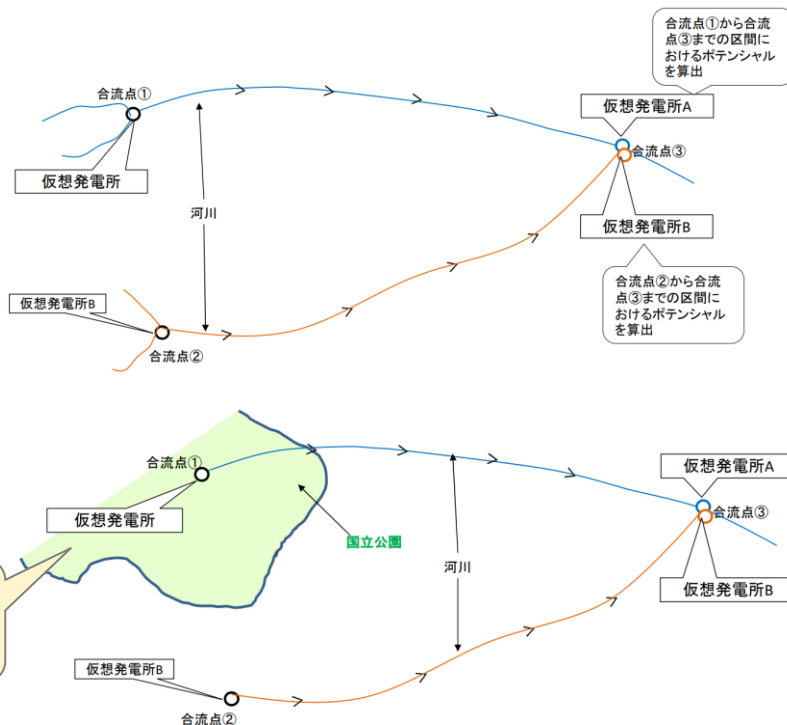 合流点①から合流
点③までの区間に
おけるポテンシャル
を算出
合流点①
仮想発電所A
合流点③
仮想発電所
河川
仮想発電所B
仮想発電所B
合流点②
合流点②から合流
点③までの区間に
おけるポテンシャル
を算出
合流点①
仮想発電所A
合流点③
仮想発電所
国立公園
河川
仮想発電所B
仮想発電所B
合流点②